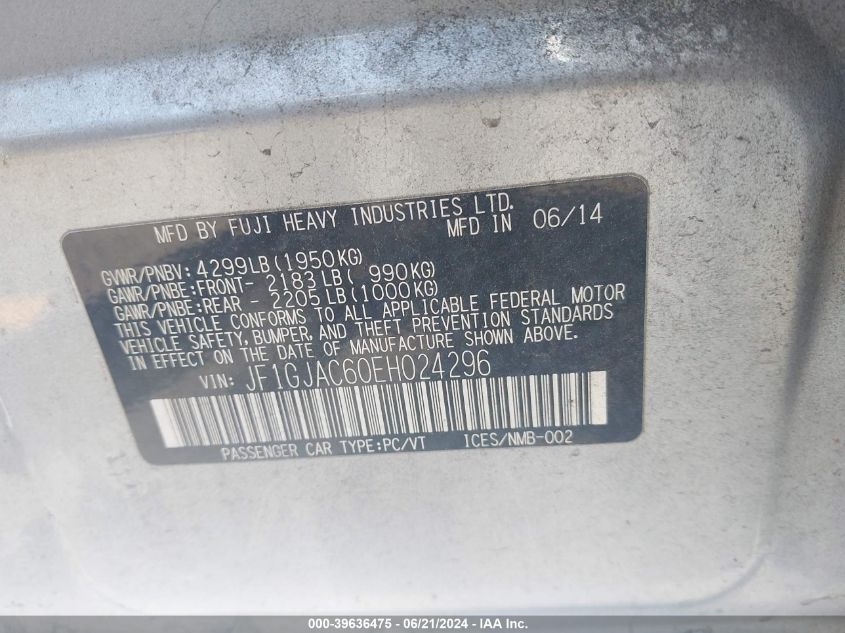 MFD BY FUJI HEAVY INDUSTRIES LTD.
MFD IN 06/14
GVWR/PNBV: 4299LB(1950KG)
GAWR/PNBE:FRONT- 2183LB( 990KG)
GAWR/PNBE:REAR - 2205LB(1000KG)
THIS VEHICLE CONFORMS TO ALL APPLICABLE FEDERAL MOTOR
VEHICLE SAFETY, BUMPER, AND THEFT PREVENTION STANDARDS
IN EFFECT ON THE DATE OF MANUFACTURE SHOWN ABOVE.
VIN: JF1GJAC60EH024296
PASSENGER CAR TYPE:PC/VT ICES/NMB-002
000-39636475 - 06/21/2024 - IAA Inc.